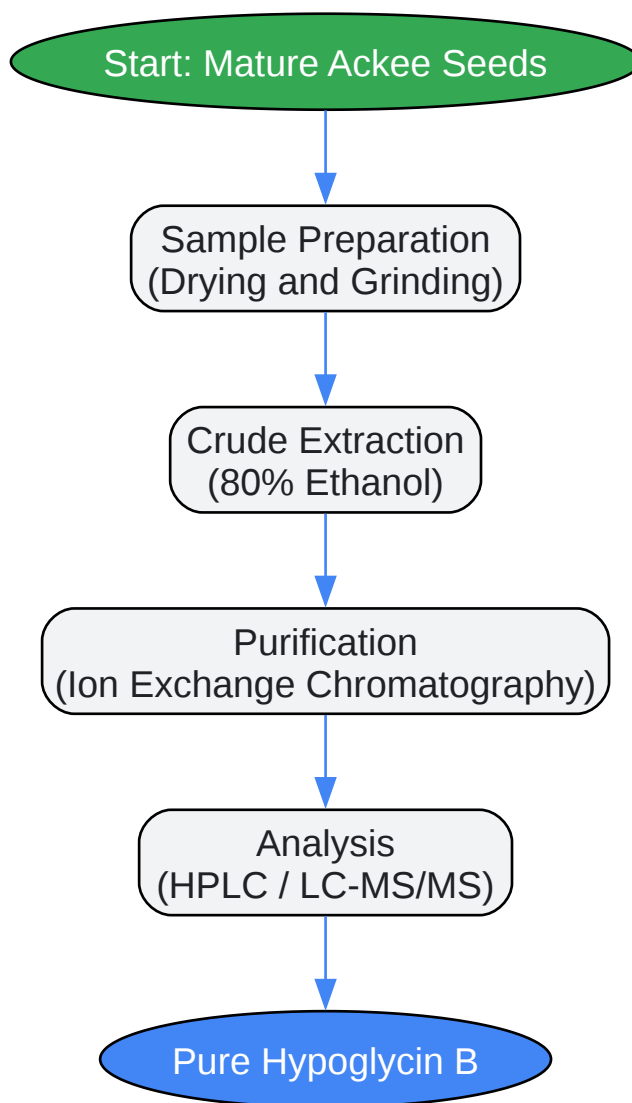 Start: Mature Ackee Seeds
Sample Preparation
(Drying and Grinding)
Crude Extraction
(80% Ethanol)
Purification
(Ion Exchange Chromatography)
Analysis
(HPLC / LC-MS/MS)
Pure Hypoglycin B